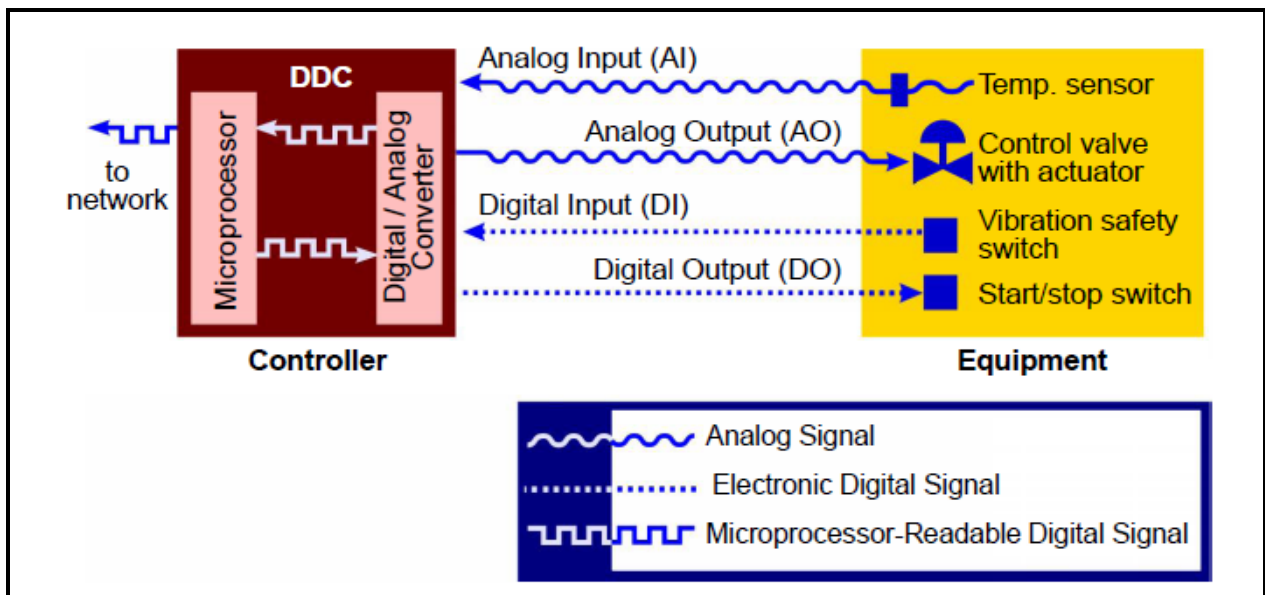 DDC
Microprocessor
Digital / Analog
Converter
to
network
Controller
Analog Input (AI)
Analog Output (AO)
Digital Input (DI)
Digital Output (DO)
Temp. sensor
Control valve
with actuator
Vibration safety
switch
Start/stop switch
Equipment
Analog Signal
Electronic Digital Signal
Microprocessor-Readable Digital Signal